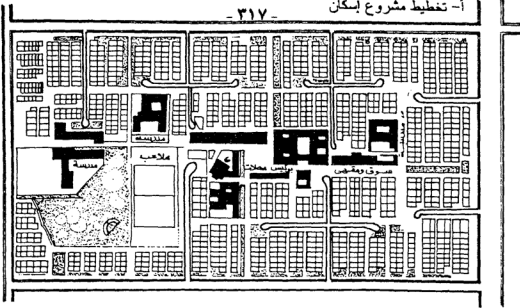 أ- تخطيط مشروع إسكان
- ٣١٧ -
مدرسة
ملاعب
مدرسة
سوق ومقهى